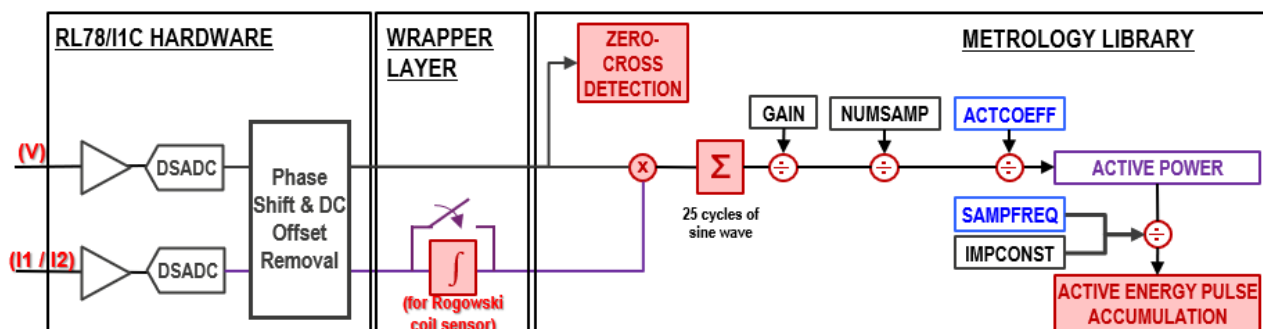 RL78/I1C HARDWARE
WRAPPER
LAYER
METROLOGY LIBRARY
ZERO-
CROSS
DETECTION
GAIN
NUMSAMP
ACTCOEFF
(V)
DSADC
Phase
Shift & DC
Offset
Removal
x
Σ
÷
÷
÷
ACTIVE POWER
25 cycles of
sine wave
SAMPFREQ
IMPCONST
÷
(I1 / I2)
DSADC
∫
(for Rogowski
coil sensor)
ACTIVE ENERGY PULSE
ACCUMULATION